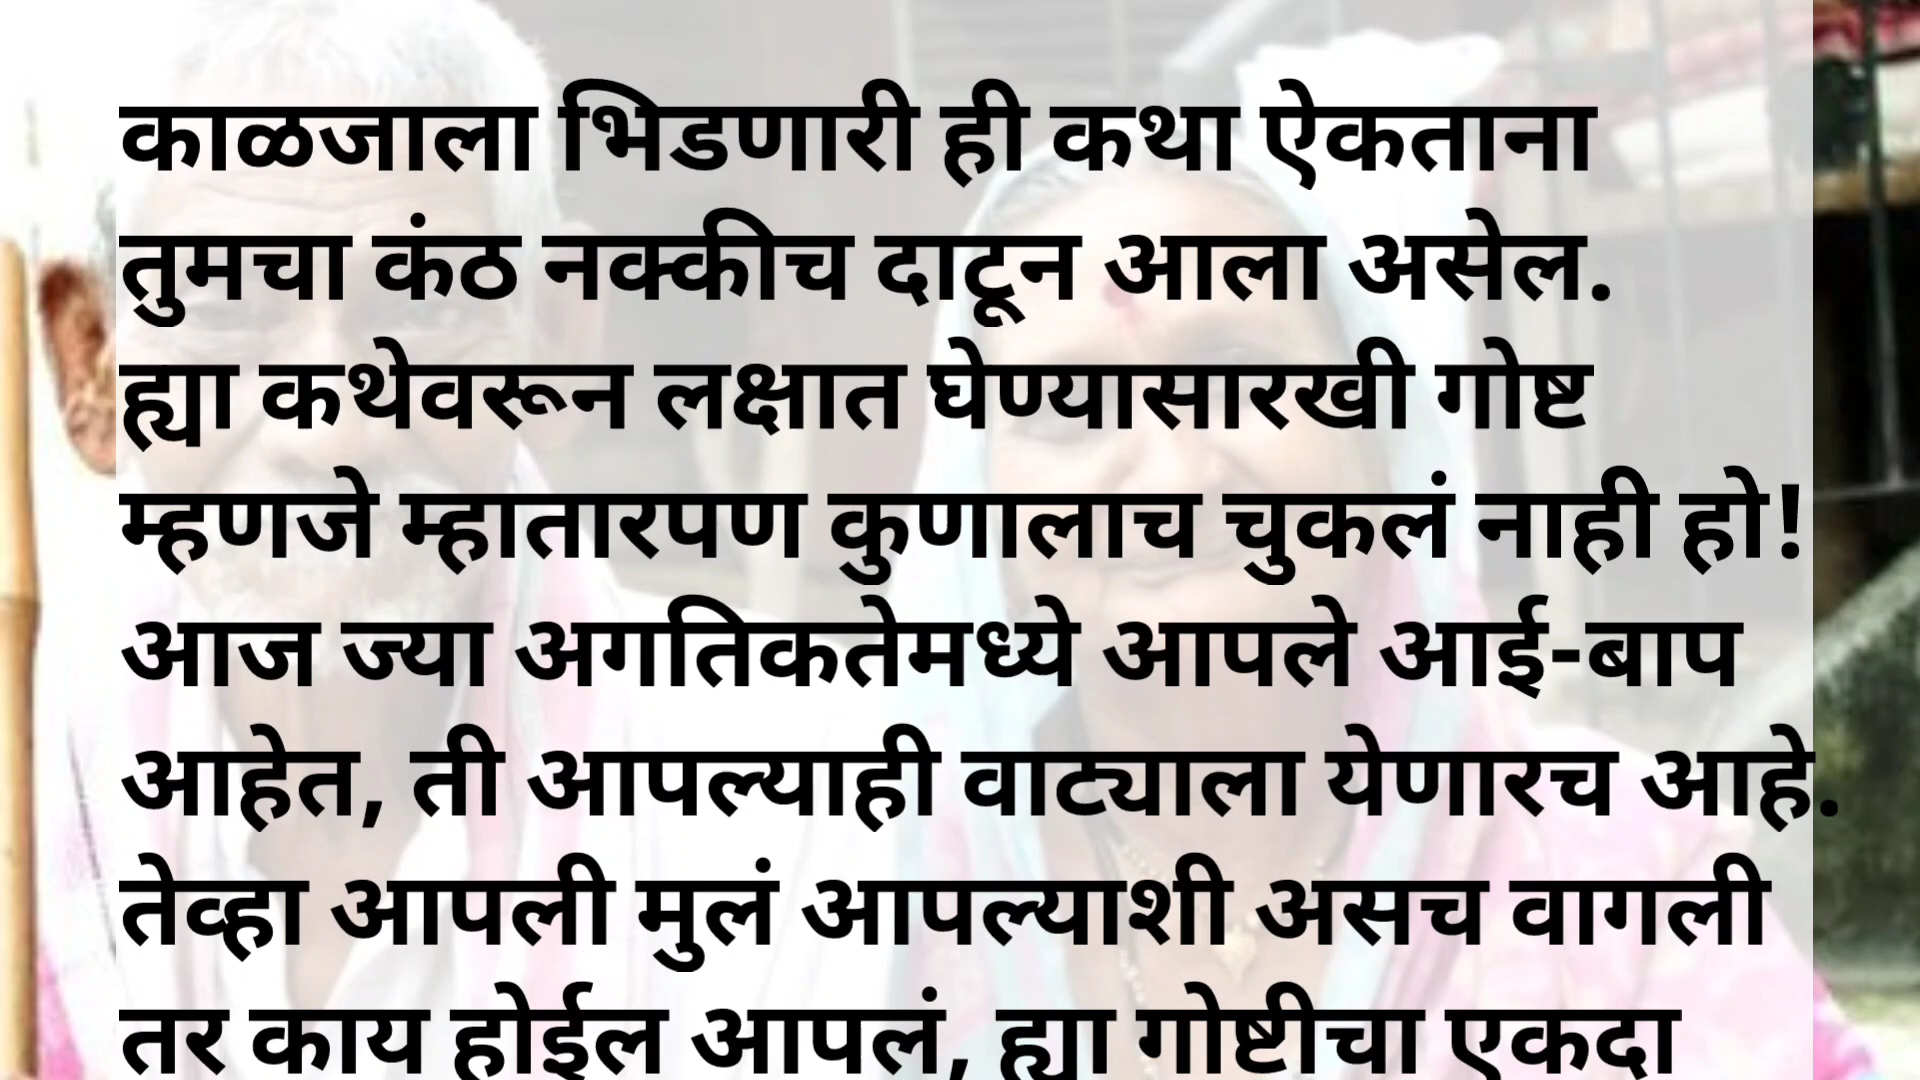 काळजाला भिडणारी ही कथा ऐकताना
तुमचा कंठ नक्कीच दाटून आला असेल.
ह्या कथेवरून लक्षात घेण्यासारखी गोष्ट
म्हणजे म्हातारपण कुणालाच चुकलं नाही हो!
आज ज्या अगतिकतेमध्ये आपले आई-बाप
आहेत, ती आपल्याही वाट्याला येणारच आहे.
तेव्हा आपली मुलं आपल्याशी असच वागली
तर काय होईल आपलं, ह्या गोष्टीचा एकदा